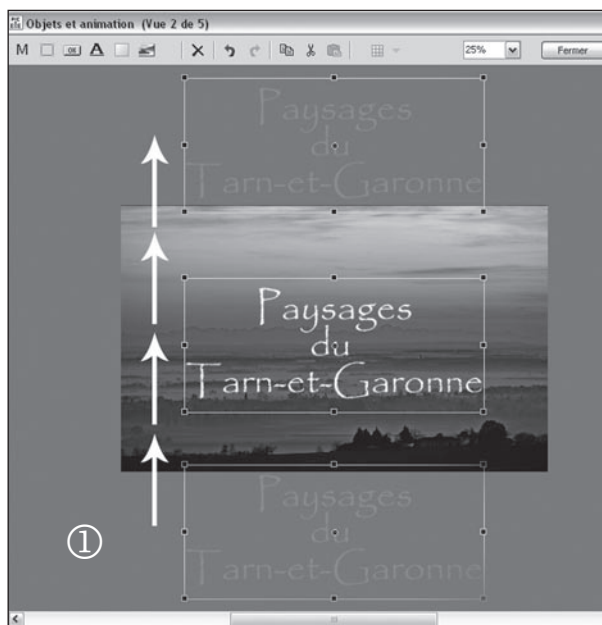 Objets et animation (Vue 2 de 5)
M OK A 25% Fermer
Paysages
du
Tarn-et-Garonne
Paysages
du
Tarn-et-Garonne
Paysages
du
Tarn-et-Garonne
①